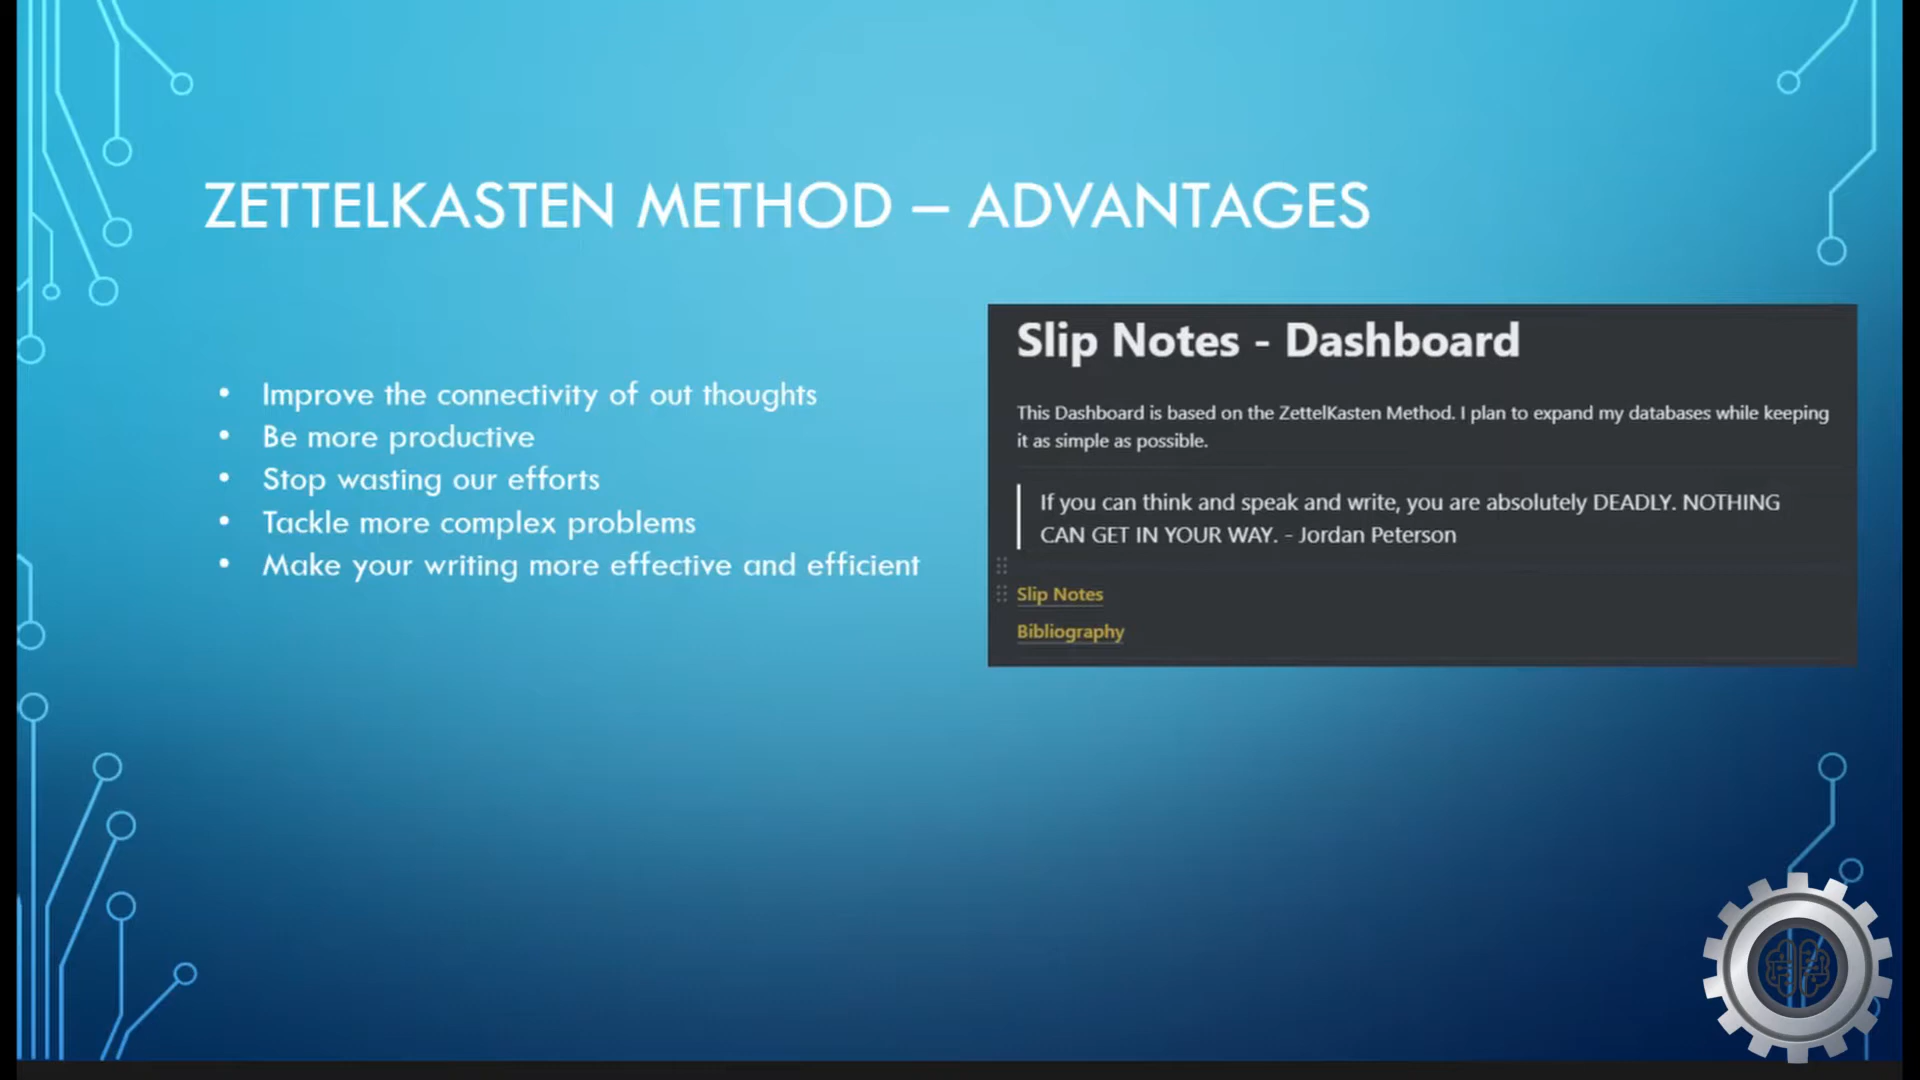 ZETTELKASTEN METHOD – ADVANTAGES
• Improve the connectivity of out thoughts
• Be more productive
• Stop wasting our efforts
• Tackle more complex problems
• Make your writing more effective and efficient
Slip Notes - Dashboard
This Dashboard is based on the ZettelKasten Method. I plan to expand my databases while keeping
it as simple as possible.
If you can think and speak and write, you are absolutely DEADLY. NOTHING
CAN GET IN YOUR WAY. - Jordan Peterson
Slip Notes
Bibliography